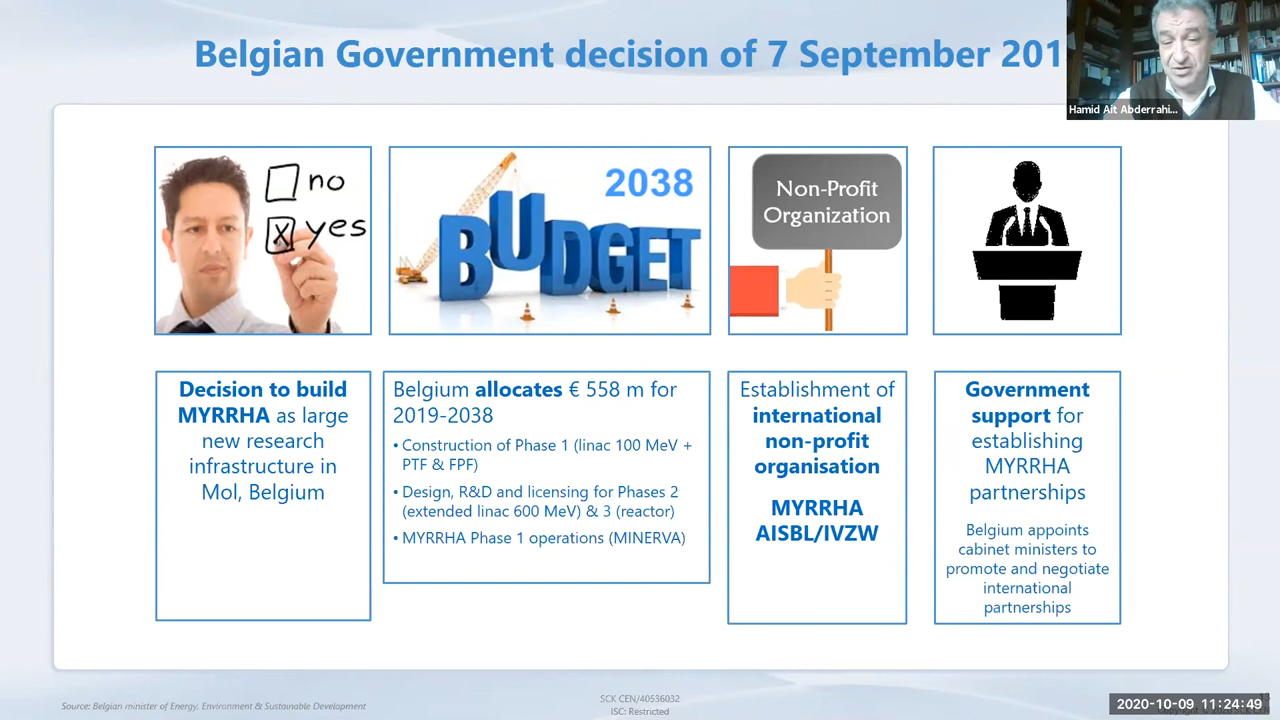 Belgian Government decision of 7 September 201
Hamid Ait Abderrahi...
no
yes
2038
BUDGET
Non-Profit
Organization
Decision to build
MYRRHA as large
new research
infrastructure in
Mol, Belgium
Belgium allocates € 558 m for
2019-2038
• Construction of Phase 1 (linac 100 MeV +
PTF & FPF)
• Design, R&D and licensing for Phases 2
(extended linac 600 MeV) & 3 (reactor)
• MYRRHA Phase 1 operations (MINERVA)
Establishment of
international
non-profit
organisation
MYRRHA
AISBL/IVZW
Government
support for
establishing
MYRRHA
partnerships
Belgium appoints
cabinet ministers to
promote and negotiate
international
partnerships
Source: Belgian minister of Energy, Environment & Sustainable Development
SCK CEN/40536032
ISC: Restricted
2020-10-09 11:24:49